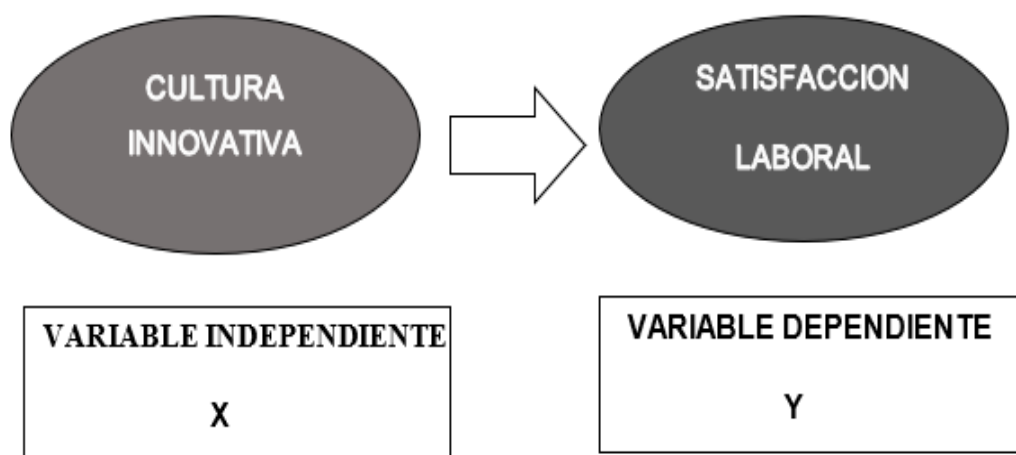 CULTURA
INNOVATIVA
SATISFACCION
LABORAL
VARIABLE INDEPENDIENTE
X
VARIABLE DEPENDIENTE
Y